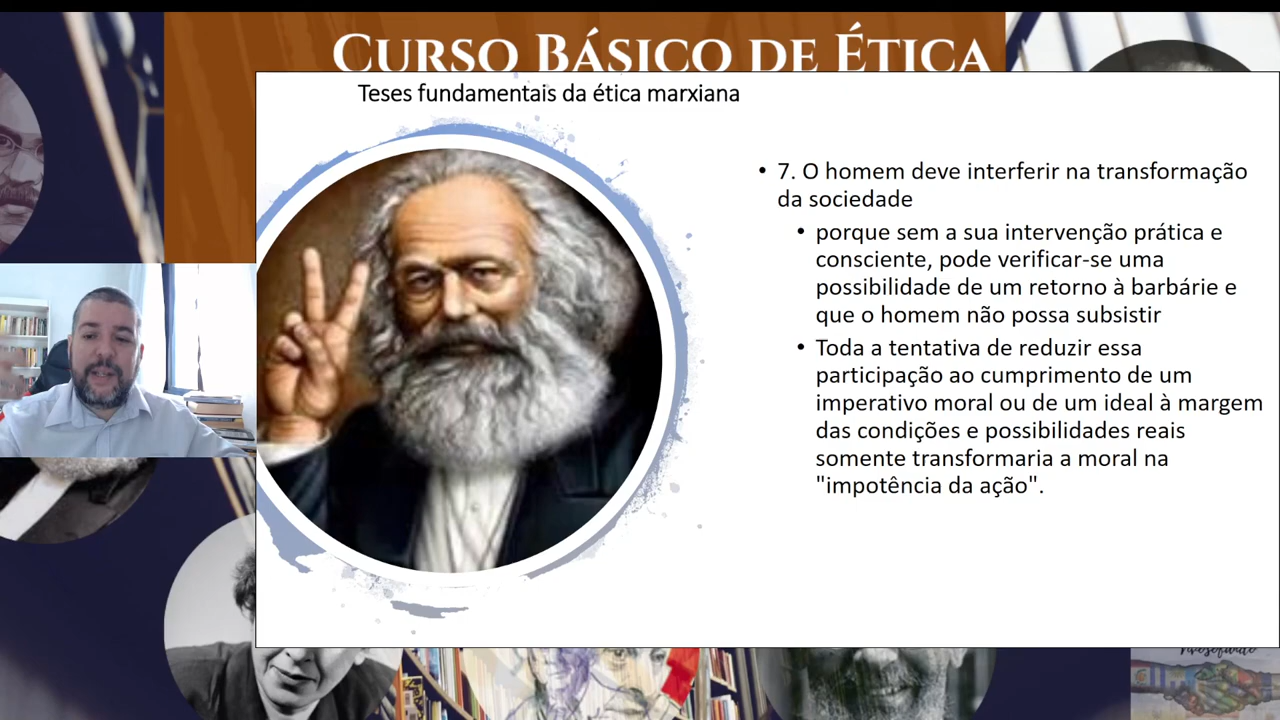 CURSO BÁSICO DE ÉTICA
Teses fundamentais da ética marxiana
• 7. O homem deve interferir na transformação
da sociedade
• porque sem a sua intervenção prática e
consciente, pode verificar-se uma
possibilidade de um retorno à barbárie e
que o homem não possa subsistir
• Toda a tentativa de reduzir essa
participação ao cumprimento de um
imperativo moral ou de um ideal à margem
das condições e possibilidades reais
somente transformaria a moral na
"impotência da ação".